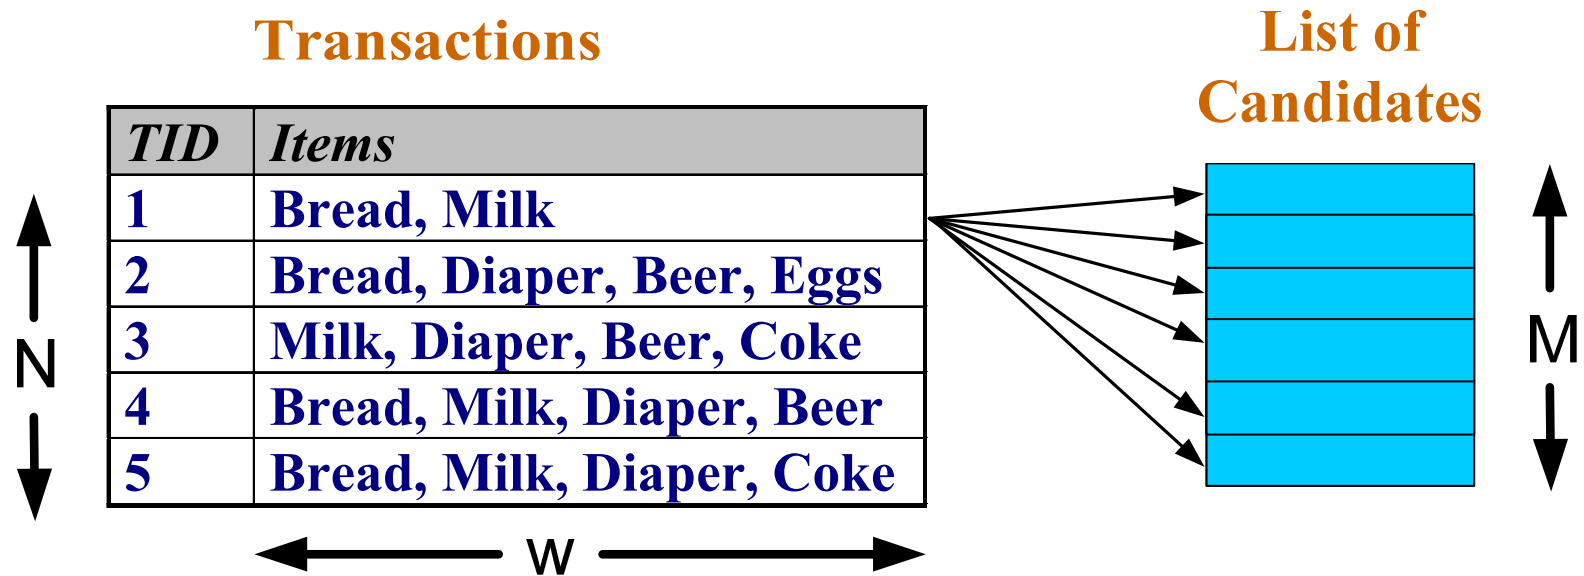 Transactions
List of
Candidates
TID Items
1 Bread, Milk
2 Bread, Diaper, Beer, Eggs
3 Milk, Diaper, Beer, Coke
4 Bread, Milk, Diaper, Beer
5 Bread, Milk, Diaper, Coke
N
M
W